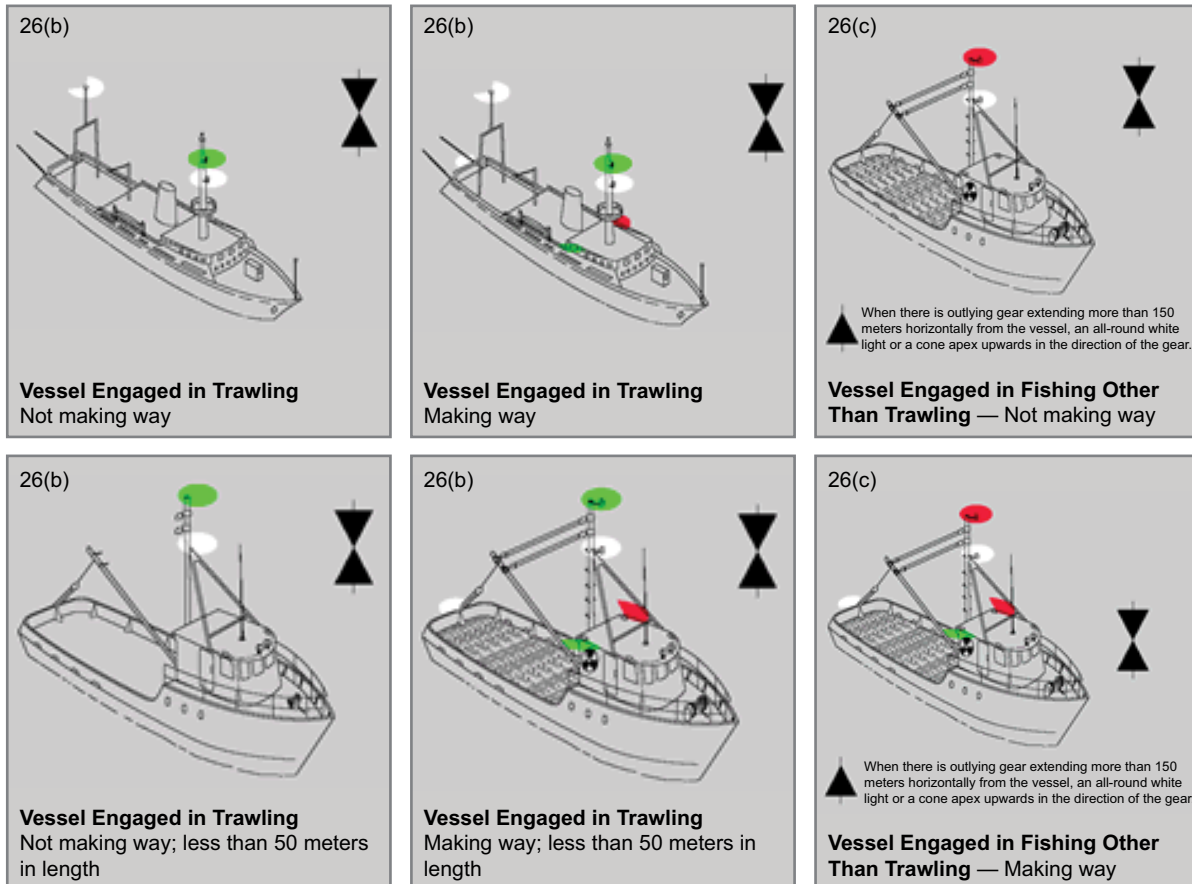 26(b)
Vessel Engaged in Trawling
Not making way
26(b)
Vessel Engaged in Trawling
Making way
26(c)
When there is outlying gear extending more than 150
meters horizontally from the vessel, an all-round white
light or a cone apex upwards in the direction of the gear.
Vessel Engaged in Fishing Other
Than Trawling — Not making way
26(b)
Vessel Engaged in Trawling
Not making way; less than 50 meters
in length
26(b)
Vessel Engaged in Trawling
Making way; less than 50 meters in
length
26(c)
When there is outlying gear extending more than 150
meters horizontally from the vessel, an all-round white
light or a cone apex upwards in the direction of the gear
Vessel Engaged in Fishing Other
Than Trawling — Making way